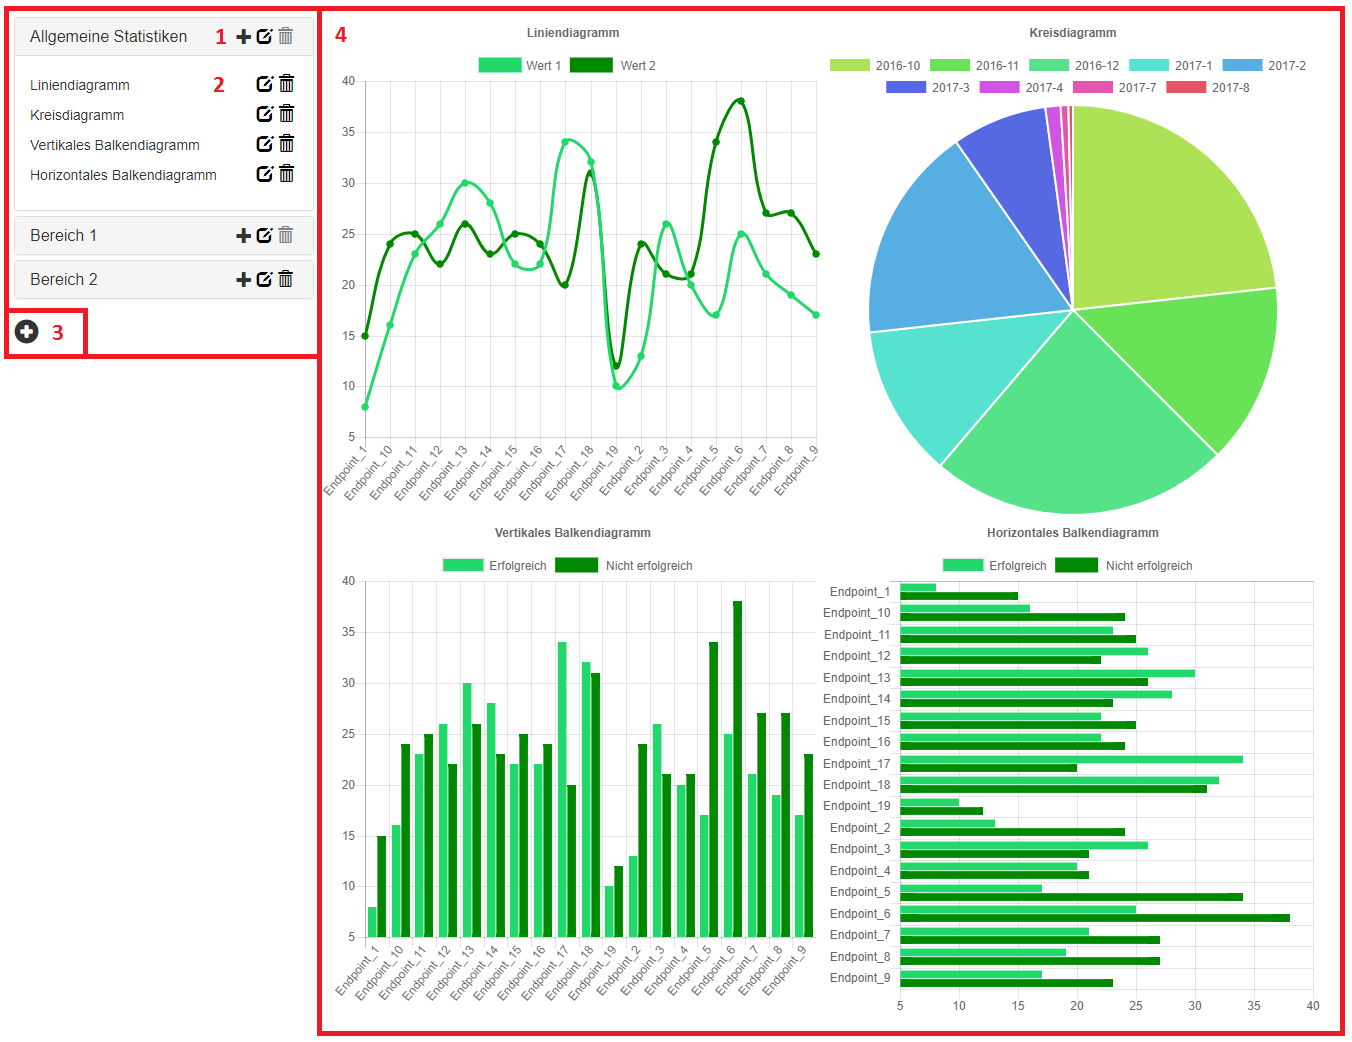 Allgemeine Statistiken 1
Liniendiagramm 2
Kreisdiagramm
Vertikales Balkendiagramm
Horizontales Balkendiagramm
Bereich 1
Bereich 2
3
4
Liniendiagramm
Wert 1 Wert 2
40
35
30
25
20
15
10
5
Endpoint_1 Endpoint_10 Endpoint_11 Endpoint_12 Endpoint_13 Endpoint_14 Endpoint_15 Endpoint_16 Endpoint_17 Endpoint_18 Endpoint_19 Endpoint_2 Endpoint_3 Endpoint_4 Endpoint_5 Endpoint_6 Endpoint_7 Endpoint_8 Endpoint_9
Kreisdiagramm
2016-10 2016-11 2016-12 2017-1 2017-2
2017-3 2017-4 2017-7 2017-8
Vertikales Balkendiagramm
Erfolgreich Nicht erfolgreich
40
35
30
25
20
15
10
5
Endpoint_1 Endpoint_10 Endpoint_11 Endpoint_12 Endpoint_13 Endpoint_14 Endpoint_15 Endpoint_16 Endpoint_17 Endpoint_18 Endpoint_19 Endpoint_2 Endpoint_3 Endpoint_4 Endpoint_5 Endpoint_6 Endpoint_7 Endpoint_8 Endpoint_9
Horizontales Balkendiagramm
Erfolgreich Nicht erfolgreich
Endpoint_1
Endpoint_10
Endpoint_11
Endpoint_12
Endpoint_13
Endpoint_14
Endpoint_15
Endpoint_16
Endpoint_17
Endpoint_18
Endpoint_19
Endpoint_2
Endpoint_3
Endpoint_4
Endpoint_5
Endpoint_6
Endpoint_7
Endpoint_8
Endpoint_9
5 10 15 20 25 30 35 40